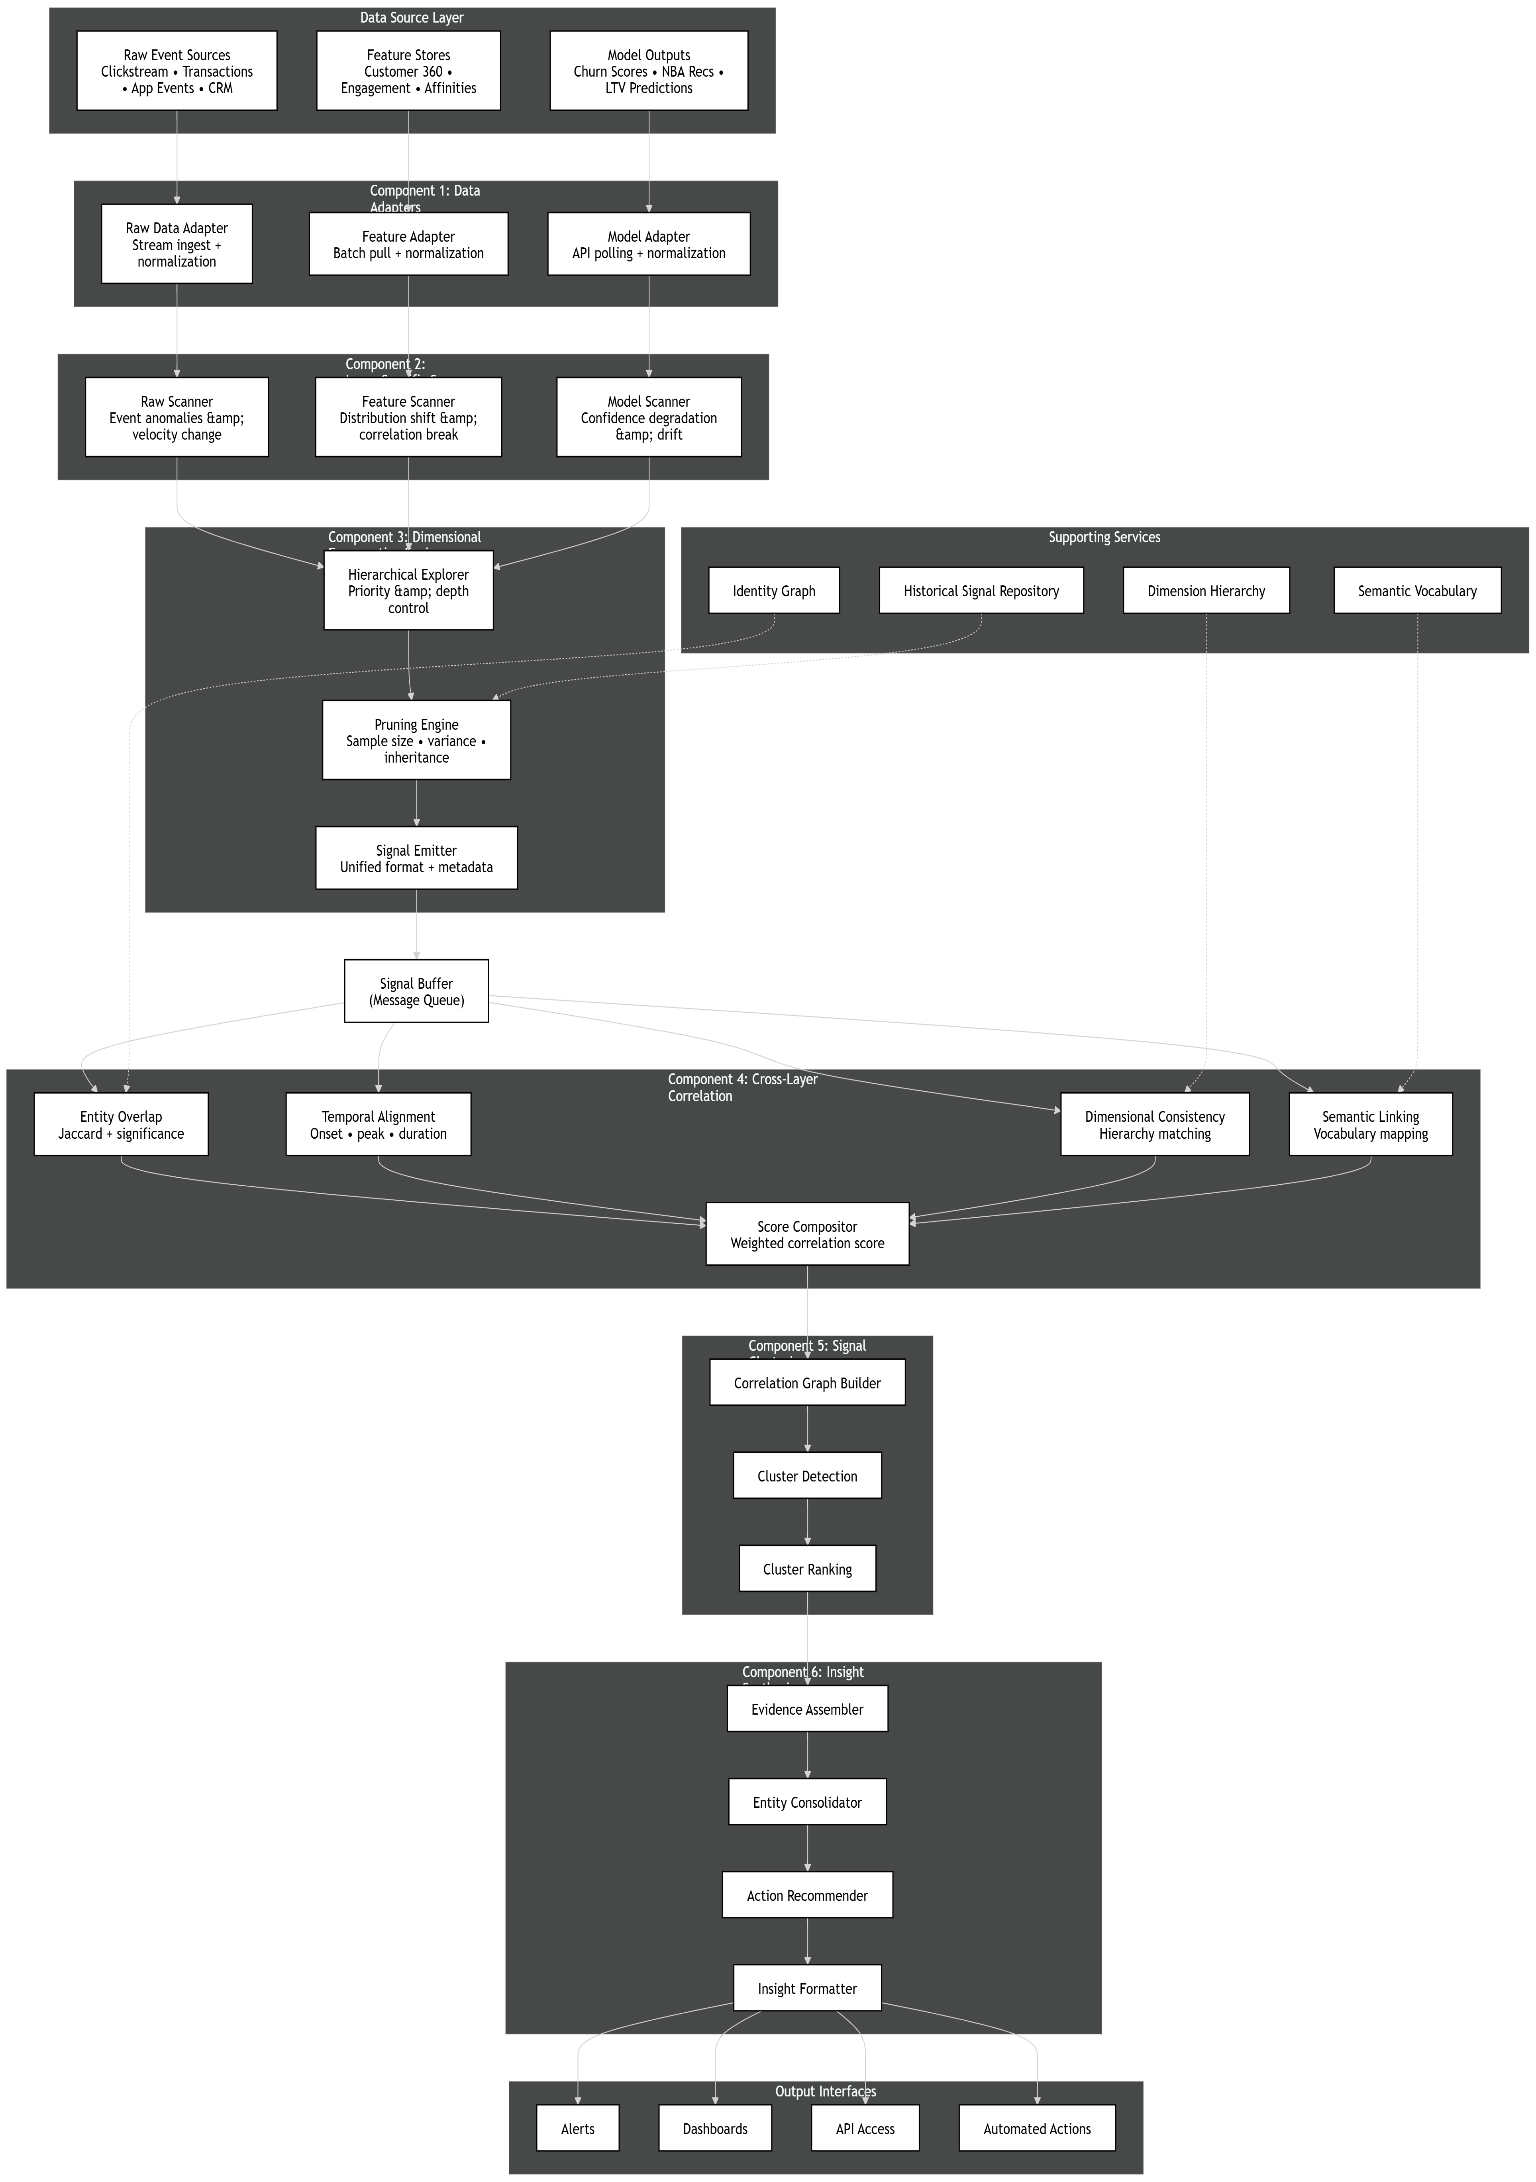 Data Source Layer
Raw Event Sources
Clickstream • Transactions
• App Events • CRM
Feature Stores
Customer 360 •
Engagement • Affinities
Model Outputs
Churn Scores • NBA Recs •
LTV Predictions
Component 1: Data
Adapters
Raw Data Adapter
Stream ingest +
normalization
Feature Adapter
Batch pull + normalization
Model Adapter
API polling + normalization
Component 2:
Raw Scanner
Event anomalies &amp;
velocity change
Feature Scanner
Distribution shift &amp;
correlation break
Model Scanner
Confidence degradation
&amp; drift
Component 3: Dimensional
Hierarchical Explorer
Priority &amp; depth
control
Pruning Engine
Sample size • variance •
inheritance
Signal Emitter
Unified format + metadata
Supporting Services
Identity Graph
Historical Signal Repository
Dimension Hierarchy
Semantic Vocabulary
Signal Buffer
(Message Queue)
Component 4: Cross-Layer
Correlation
Entity Overlap
Jaccard + significance
Temporal Alignment
Onset • peak • duration
Dimensional Consistency
Hierarchy matching
Semantic Linking
Vocabulary mapping
Score Compositor
Weighted correlation score
Component 5: Signal
Correlation Graph Builder
Cluster Detection
Cluster Ranking
Component 6: Insight
Evidence Assembler
Entity Consolidator
Action Recommender
Insight Formatter
Output Interfaces
Alerts
Dashboards
API Access
Automated Actions